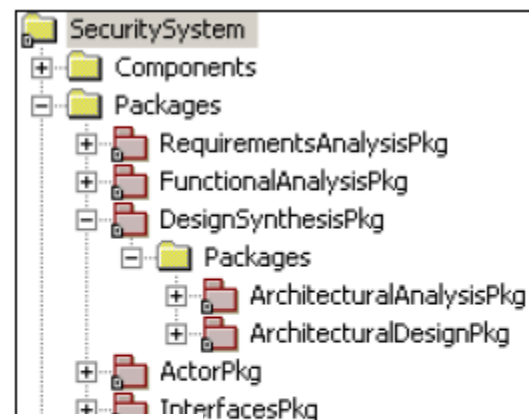 SecuritySystem
Components
Packages
RequirementsAnalysisPkg
FunctionalAnalysisPkg
DesignSynthesisPkg
Packages
ArchitecturalAnalysisPkg
ArchitecturalDesignPkg
ActorPkg
InterfacesPkg